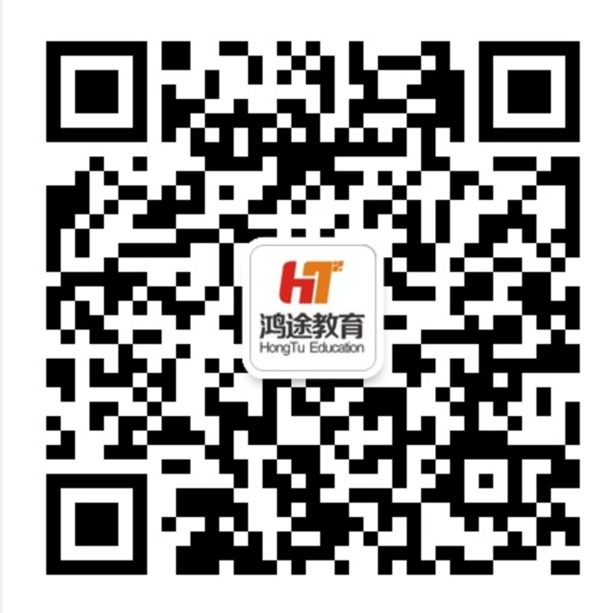 HT
鸿途教育
HongTu Education